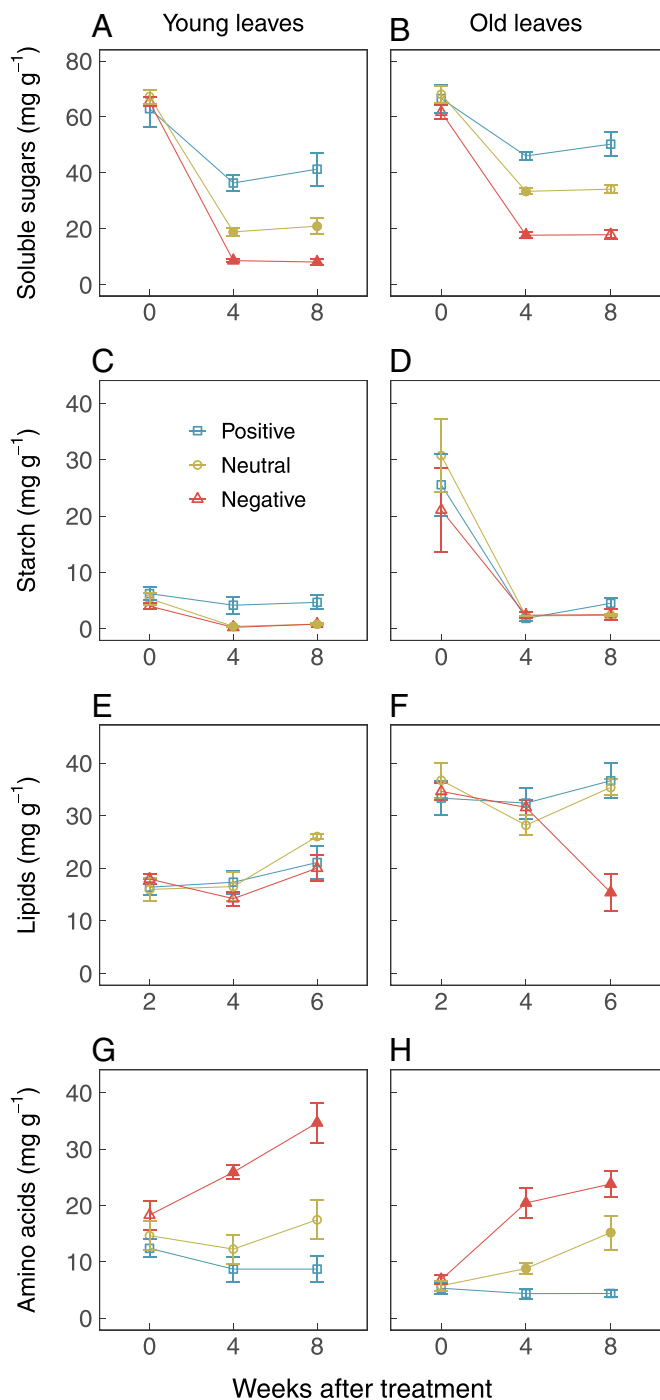 A Young leaves
B Old leaves
Soluble sugars (mg g⁻¹)
80
60
40
20
0
0 4 8
0 4 8
C
D
Starch (mg g⁻¹)
40
30
20
10
0
Positive
Neutral
Negative
0 4 8
0 4 8
E
F
Lipids (mg g⁻¹)
40
30
20
10
0
2 4 6
2 4 6
G
H
Amino acids (mg g⁻¹)
40
30
20
10
0
0 4 8
0 4 8
Weeks after treatment